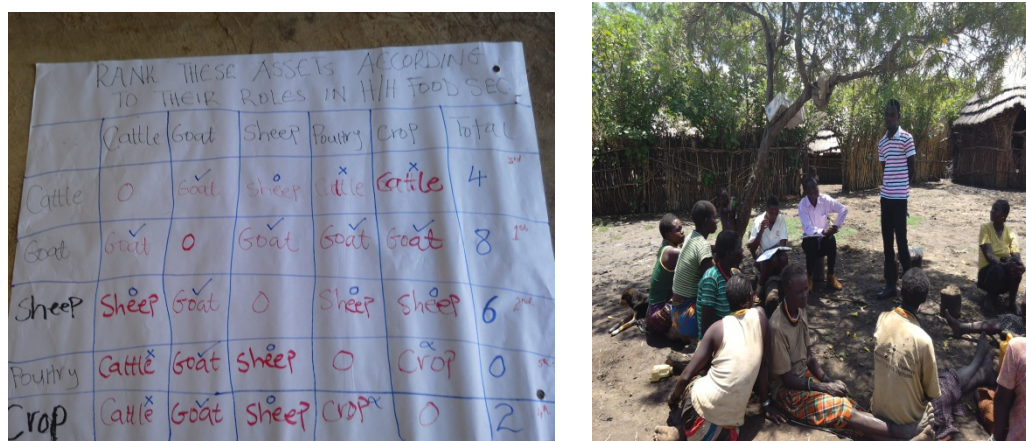 RANK THESE ASSETS ACCORDING
TO THEIR ROLES IN H/H FOOD SEC
Cattle Goat Sheep Poultry Crop Total
Cattle 0 Goat Sheep Cattle Cattle 4 3rd
Goat Goat 0 Goat Goat Goat 8 1st
Sheep Sheep Goat 0 Sheep Sheep 6 2nd
Poultry Cattle Goat Sheep 0 Crop 0 5th
Crop Cattle Goat Sheep Crop 0 2 4th